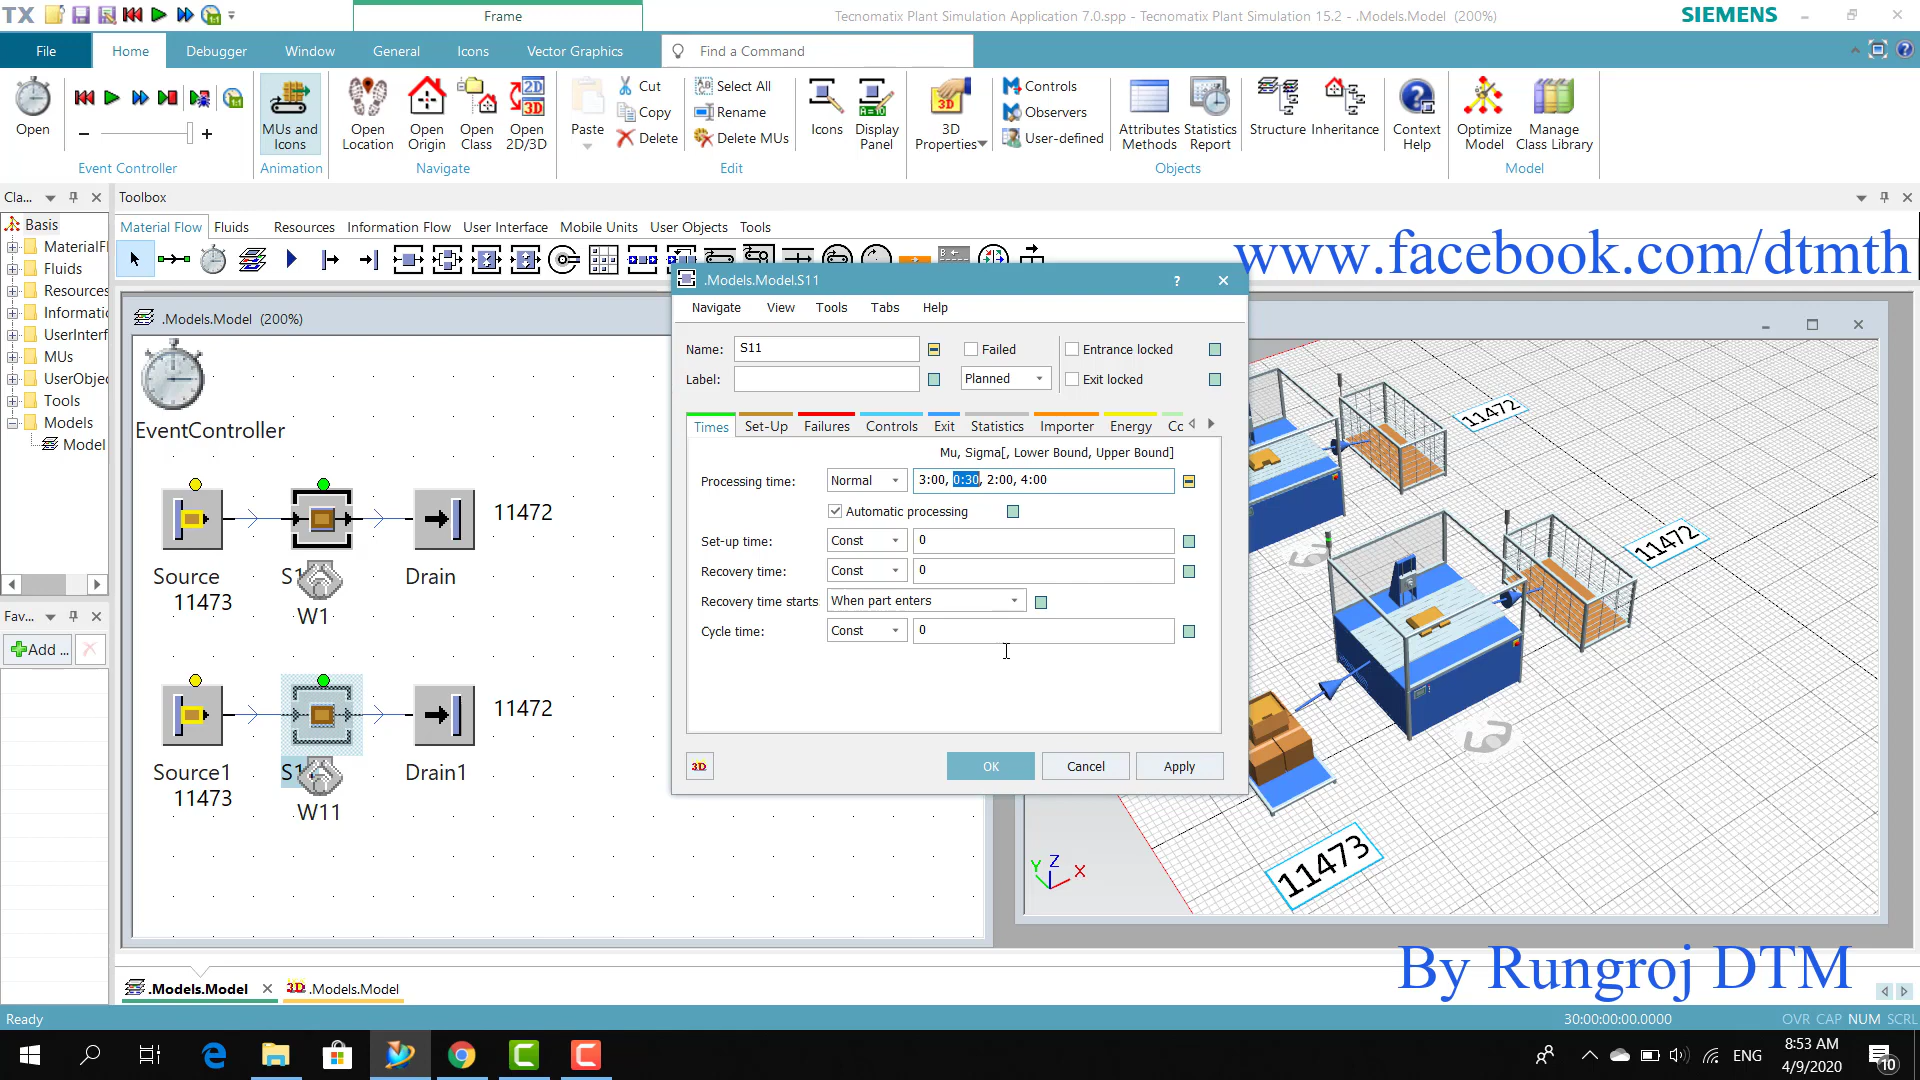 TX
Frame
Tecnomatix Plant Simulation Application 7.0.spp - Tecnomatix Plant Simulation 15.2 - .Models.Model (200%)
SIEMENS
File
Home
Debugger
Window
General
Icons
Vector Graphics
Find a Command
Open
Event Controller
MUs and Icons
Animation
Open Location
Open Origin
Open Class
Open 2D/3D
Navigate
Paste
Cut
Copy
Delete
Select All
Rename
Delete MUs
Edit
Icons
Display Panel
3D Properties
Controls
Observers
User-defined
Attributes Methods
Statistics Report
Objects
Structure
Inheritance
Context Help
Optimize Model
Manage Class Library
Model
Cla...
Toolbox
Basis
MaterialFl
Fluids
Resources
Informatic
UserInterf
MUs
UserObjec
Tools
Models
Model
Fav...
Add ...
Material Flow
Fluids
Resources
Information Flow
User Interface
Mobile Units
User Objects
Tools
www.facebook.com/dtmth
.Models.Model (200%)
EventController
11472
Source
Drain
11473
W1
11472
Source1
Drain1
11473
W11
.Models.Model.S11
Navigate
View
Tools
Tabs
Help
Name:
S11
Failed
Entrance locked
Label:
Planned
Exit locked
Times
Set-Up
Failures
Controls
Exit
Statistics
Importer
Energy
Cc
Mu, Sigma[, Lower Bound, Upper Bound]
Processing time:
Normal
3:00, 0:30, 2:00, 4:00
Automatic processing
Set-up time:
Const
0
Recovery time:
Const
0
Recovery time starts
When part enters
Cycle time:
Const
0
3D
OK
Cancel
Apply
11472
11472
11473
Z
Y
X
By Rungroj DTM
.Models.Model
3D .Models.Model
Ready
30:00:00:00.0000
OVR CAP NUM SCRL
ENG
8:53 AM
4/9/2020
10